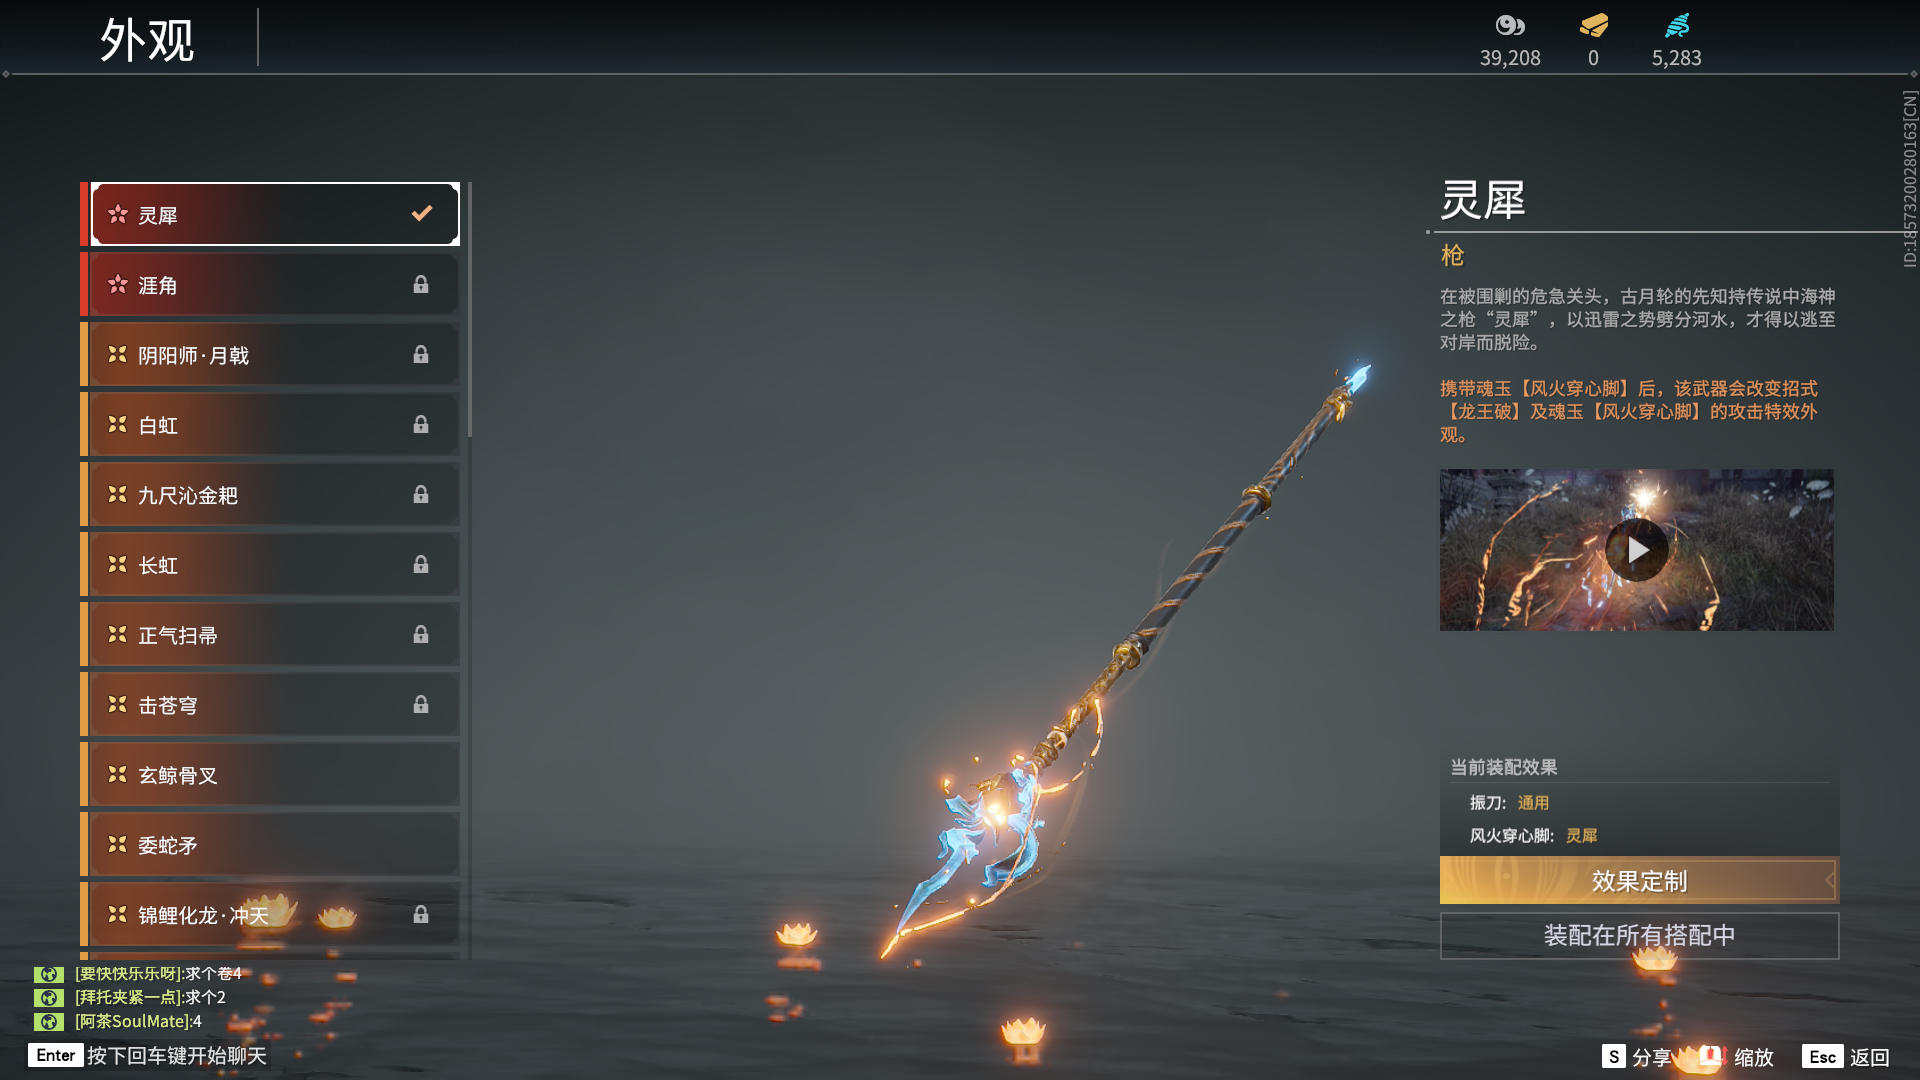 外观
39,208
0
5,283
ID:18573200280163[CN]
灵犀
涯角
阴阳师·月戟
白虹
九尺沁金耙
长虹
正气扫帚
击苍穹
玄鲸骨叉
委蛇矛
锦鲤化龙·冲天
灵犀
枪
在被围剿的危急关头，古月轮的先知持传说中海神
之枪“灵犀”，以迅雷之势劈分河水，才得以逃至
对岸而脱险。
携带魂玉【风火穿心脚】后，该武器会改变招式
【龙王破】及魂玉【风火穿心脚】的攻击特效外
观。
当前装配效果
振刀: 通用
风火穿心脚: 灵犀
效果定制
装配在所有搭配中
[要快快乐乐呀]:求个卷4
[拜托夹紧一点]:求个2
[阿茶SoulMate]:4
Enter 按下回车键开始聊天
S 分享 缩放 Esc 返回